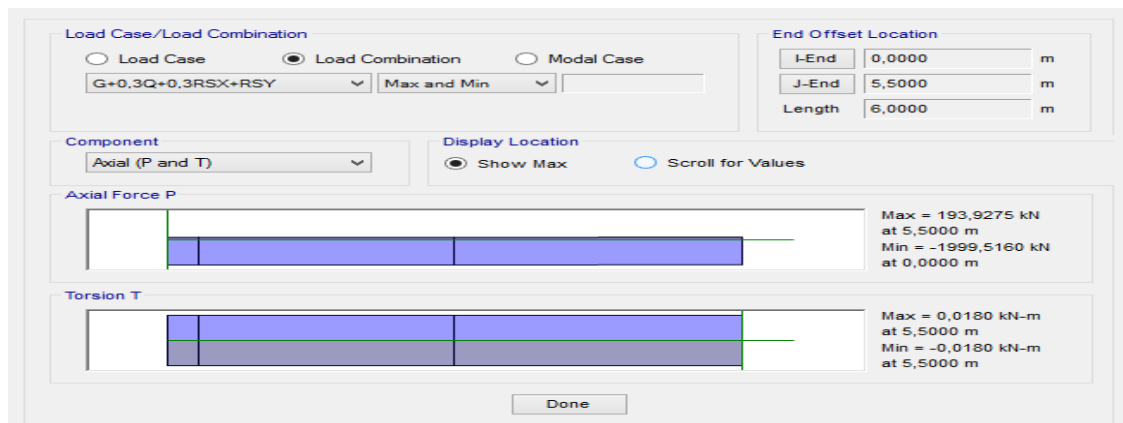 Load Case/Load Combination
Load Case Load Combination Modal Case
G+0,3Q+0,3RSX+RSY Max and Min
End Offset Location
I-End 0,0000 m
J-End 5,5000 m
Length 6,0000 m
Component
Axial (P and T)
Display Location
Show Max Scroll for Values
Axial Force P
Max = 193,9275 kN
at 5,5000 m
Min = -1999,5160 kN
at 0,0000 m
Torsion T
Max = 0,0180 kN-m
at 5,5000 m
Min = -0,0180 kN-m
at 5,5000 m
Done